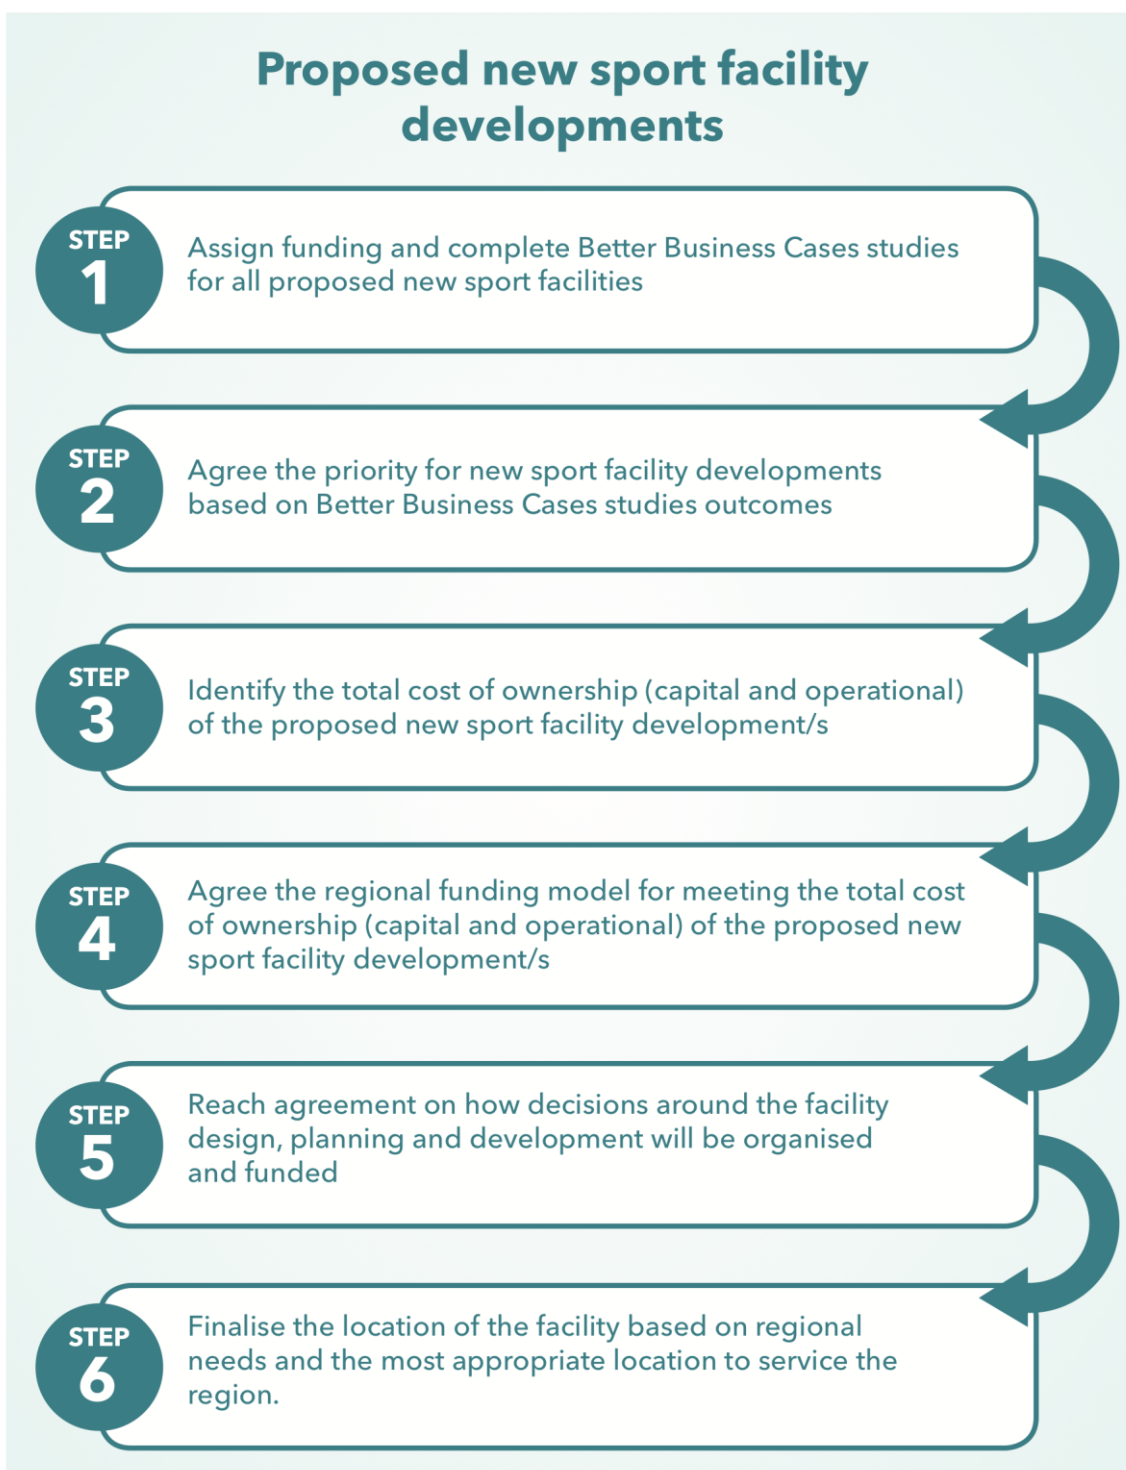 Proposed new sport facility
developments
STEP
1
Assign funding and complete Better Business Cases studies
for all proposed new sport facilities
STEP
2
Agree the priority for new sport facility developments
based on Better Business Cases studies outcomes
STEP
3
Identify the total cost of ownership (capital and operational)
of the proposed new sport facility development/s
STEP
4
Agree the regional funding model for meeting the total cost
of ownership (capital and operational) of the proposed new
sport facility development/s
STEP
5
Reach agreement on how decisions around the facility
design, planning and development will be organised
and funded
STEP
6
Finalise the location of the facility based on regional
needs and the most appropriate location to service the
region.